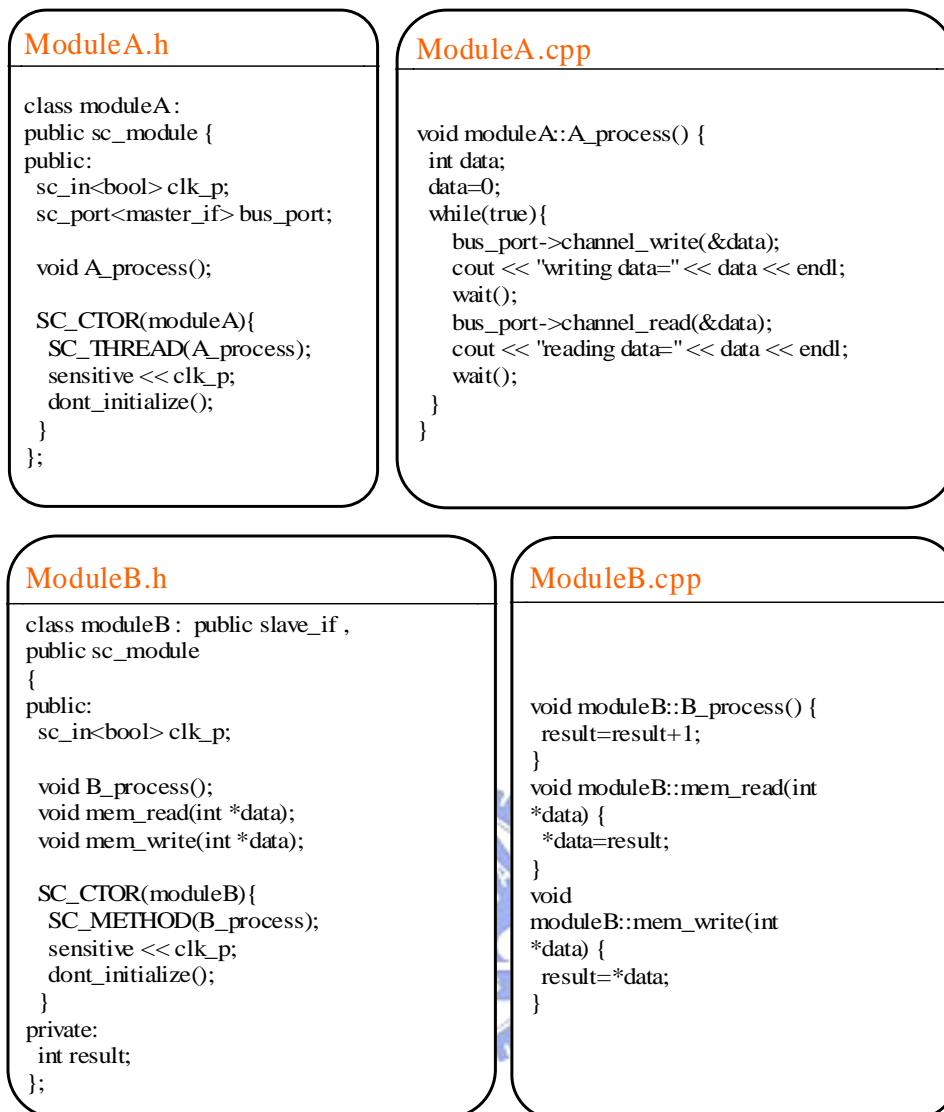 ModuleA.h
class moduleA :
public sc_module {
public:
sc_in<bool> clk_p;
sc_port<master_if> bus_port;
void A_process();
SC_CTOR(moduleA){
SC_THREAD(A_process);
sensitive << clk_p;
dont_initialize();
}
};
ModuleA.cpp
void moduleA::A_process() {
int data;
data=0;
while(true){
bus_port->channel_write(&data);
cout << "writing data=" << data << endl;
wait();
bus_port->channel_read(&data);
cout << "reading data=" << data << endl;
wait();
}
}
ModuleB.h
class moduleB : public slave_if ,
public sc_module
{
public:
sc_in<bool> clk_p;
void B_process();
void mem_read(int *data);
void mem_write(int *data);
SC_CTOR(moduleB){
SC_METHOD(B_process);
sensitive << clk_p;
dont_initialize();
}
private:
int result;
};
ModuleB.cpp
void moduleB::B_process() {
result=result+1;
}
void moduleB::mem_read(int
*data) {
*data=result;
}
void
moduleB::mem_write(int
*data) {
result=*data;
}